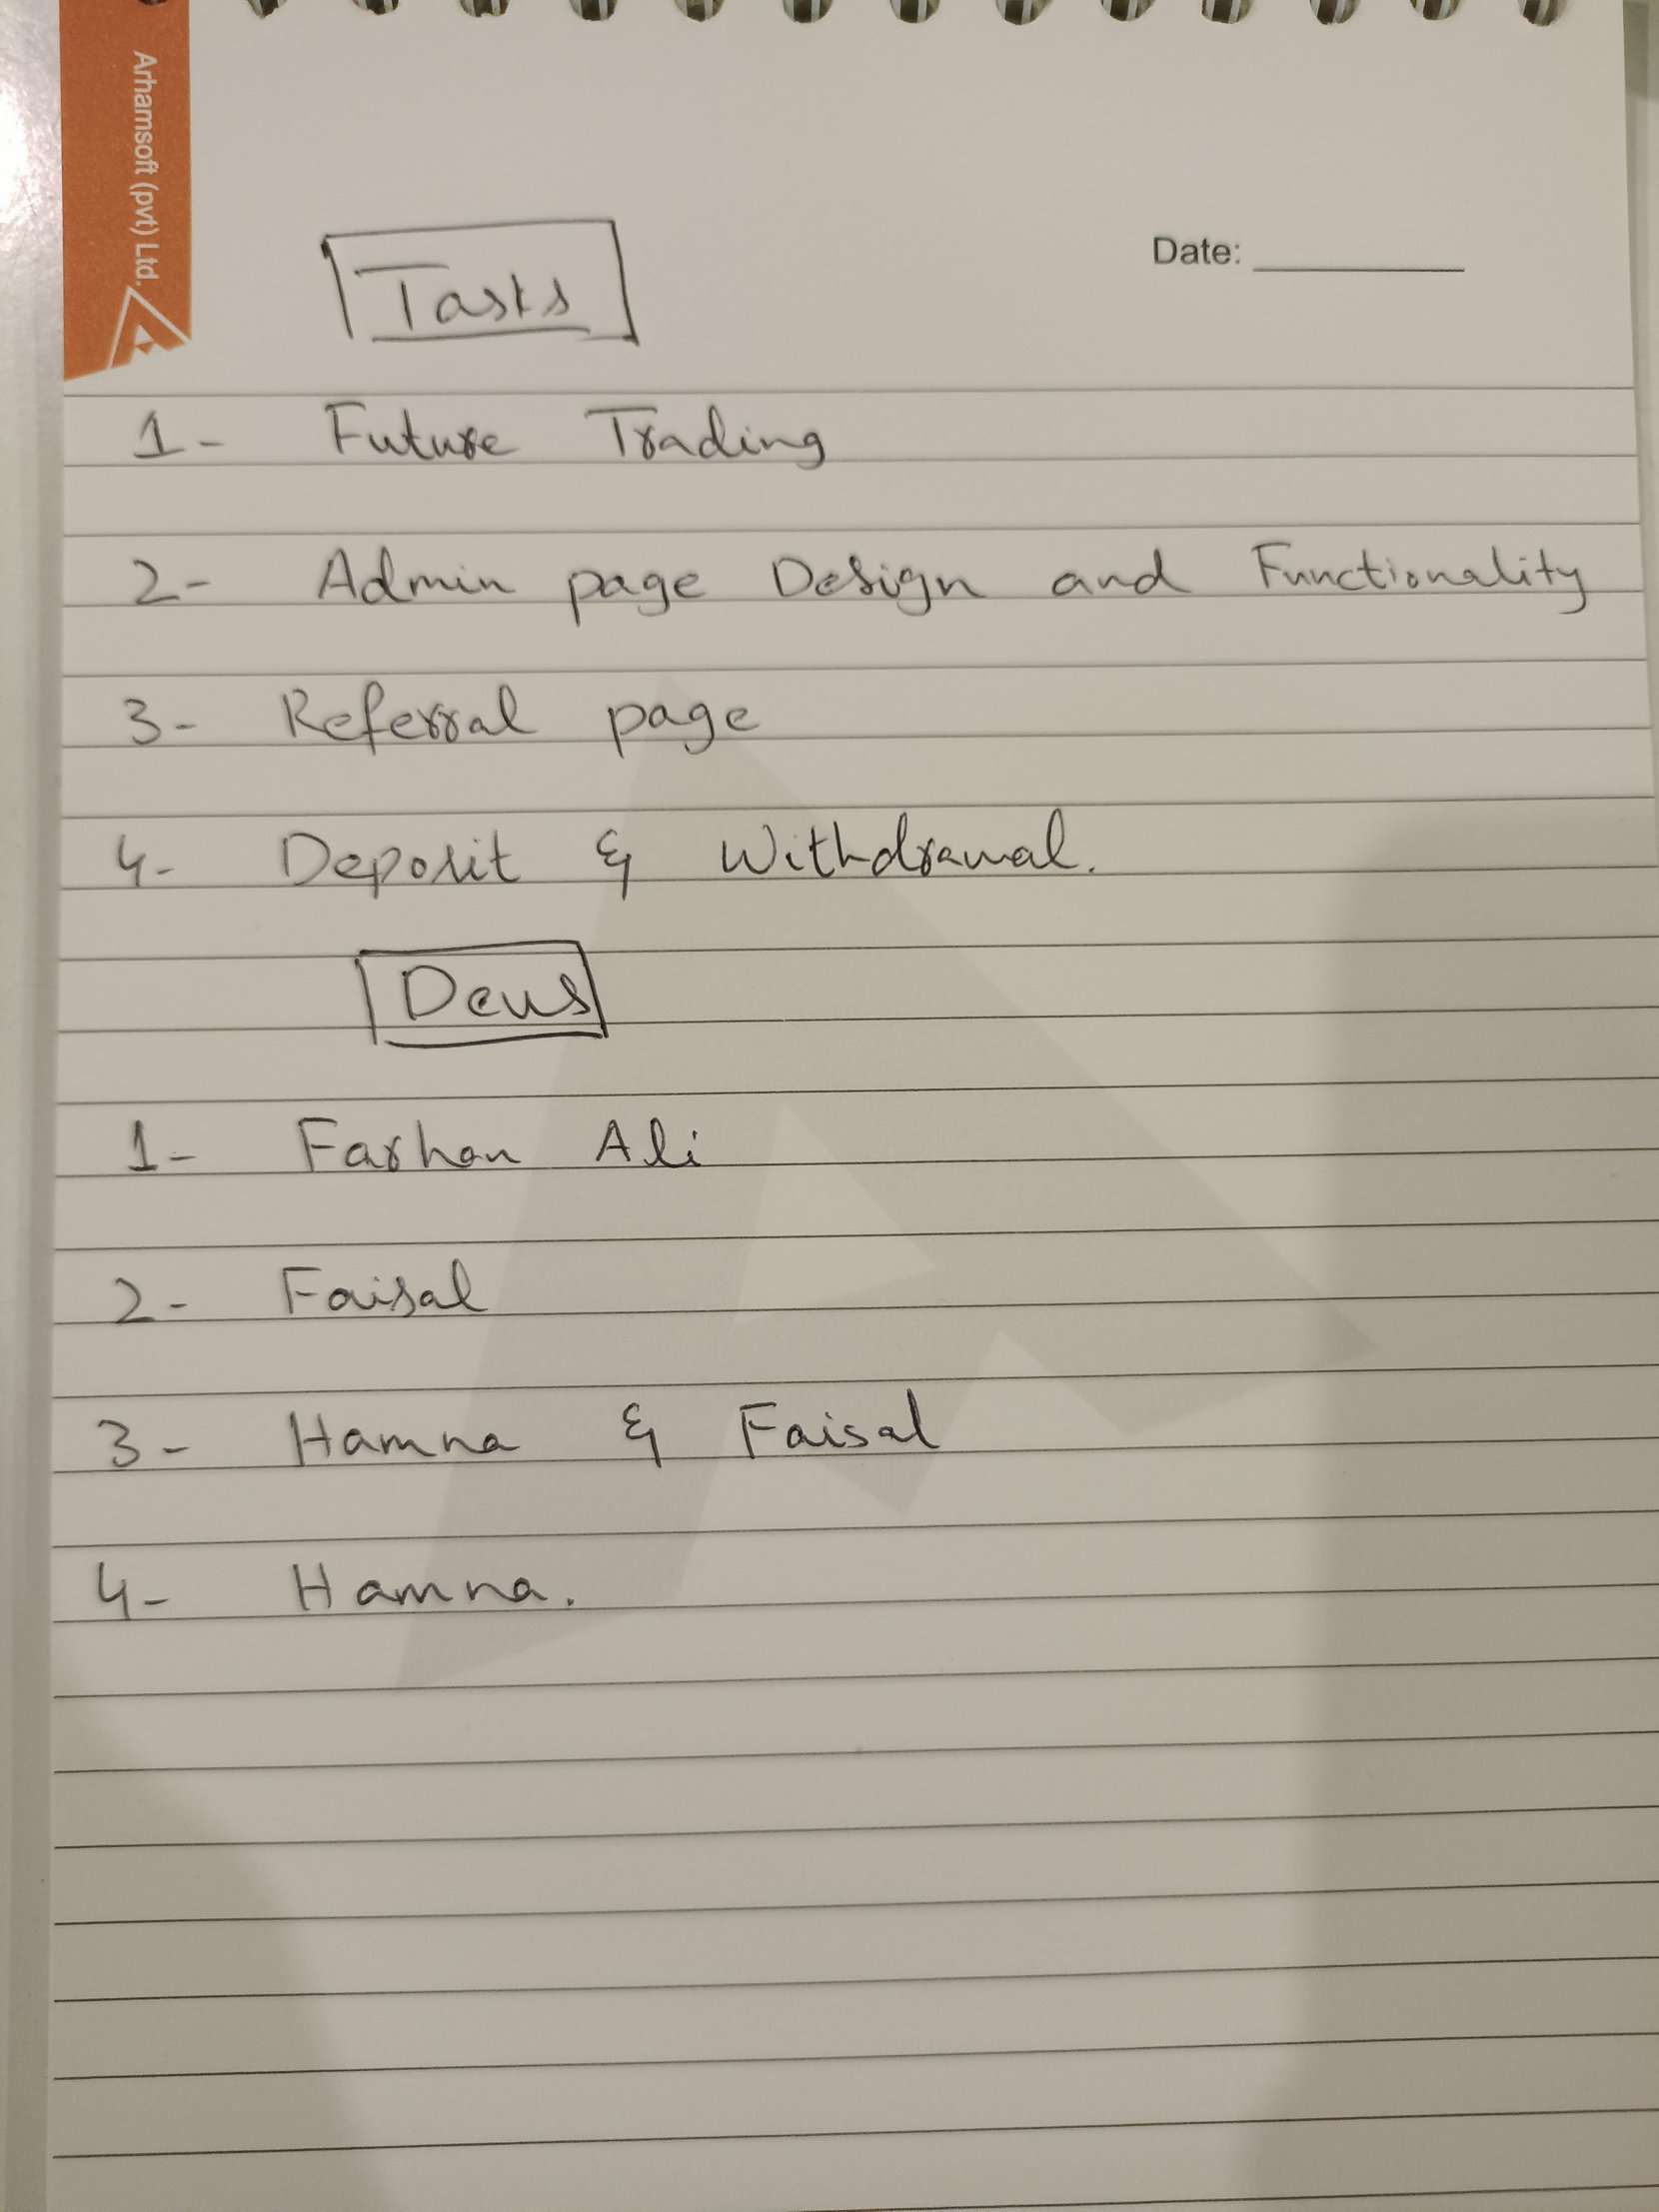 Arhamsoft (pvt) Ltd.
Date:
Tasks
1- Future Trading
2- Admin page Design and Functionality
3- Referral page
4- Deposit & Withdrawal.
Devs
1- Farhan Ali
2- Faisal
3- Hamna & Faisal
4- Hamna.